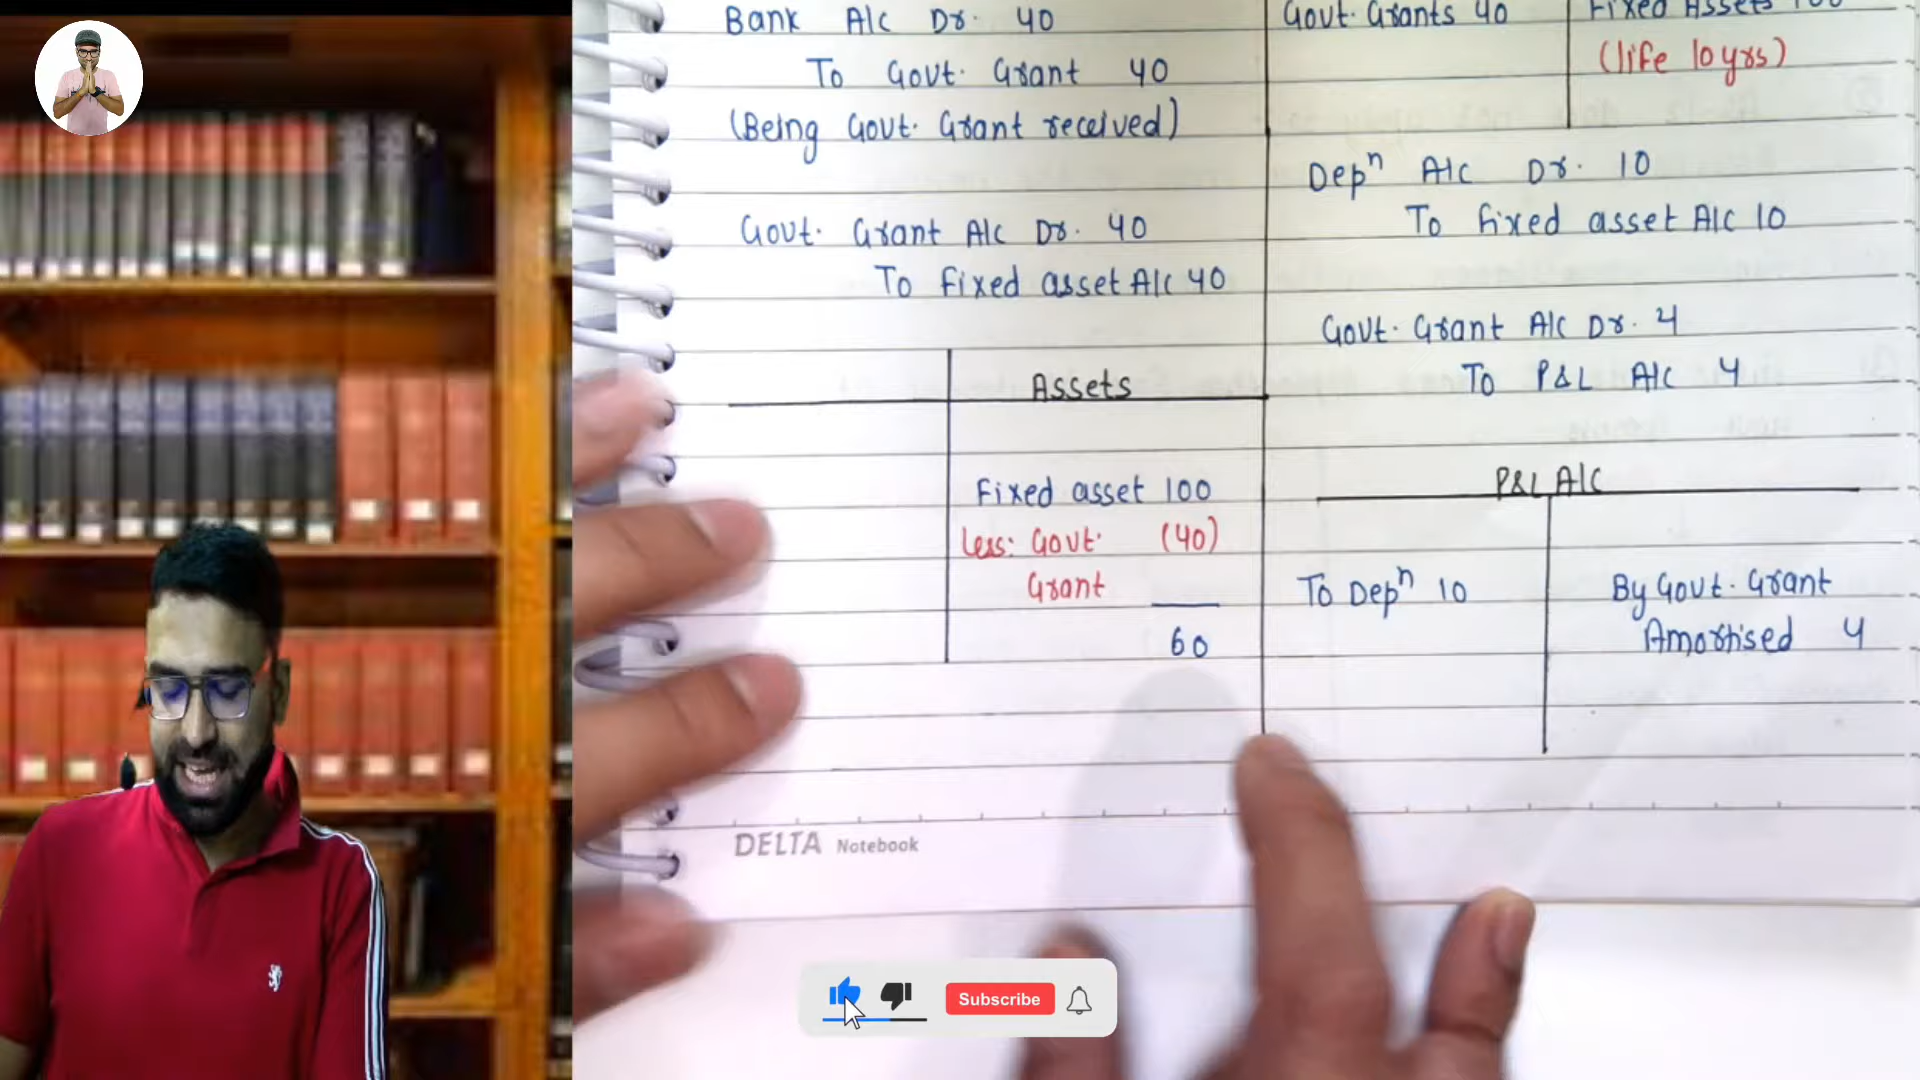 Bank A/c Dr. 40
To Govt. Grant 40
(Being Govt. Grant received)
Govt. Grant A/c Dr. 40
To Fixed asset A/c 40
Assets
Fixed asset 100
Less: Govt. (40)
Grant
60
Govt. Grants 40
Fixed Assets 100
(life 10 yrs)
Depⁿ A/c Dr. 10
To fixed asset A/c 10
Govt. Grant A/c Dr. 4
To P&L A/c 4
P&L A/c
To Depⁿ 10
By Govt. Grant
Amortised 4
DELTA Notebook
Subscribe